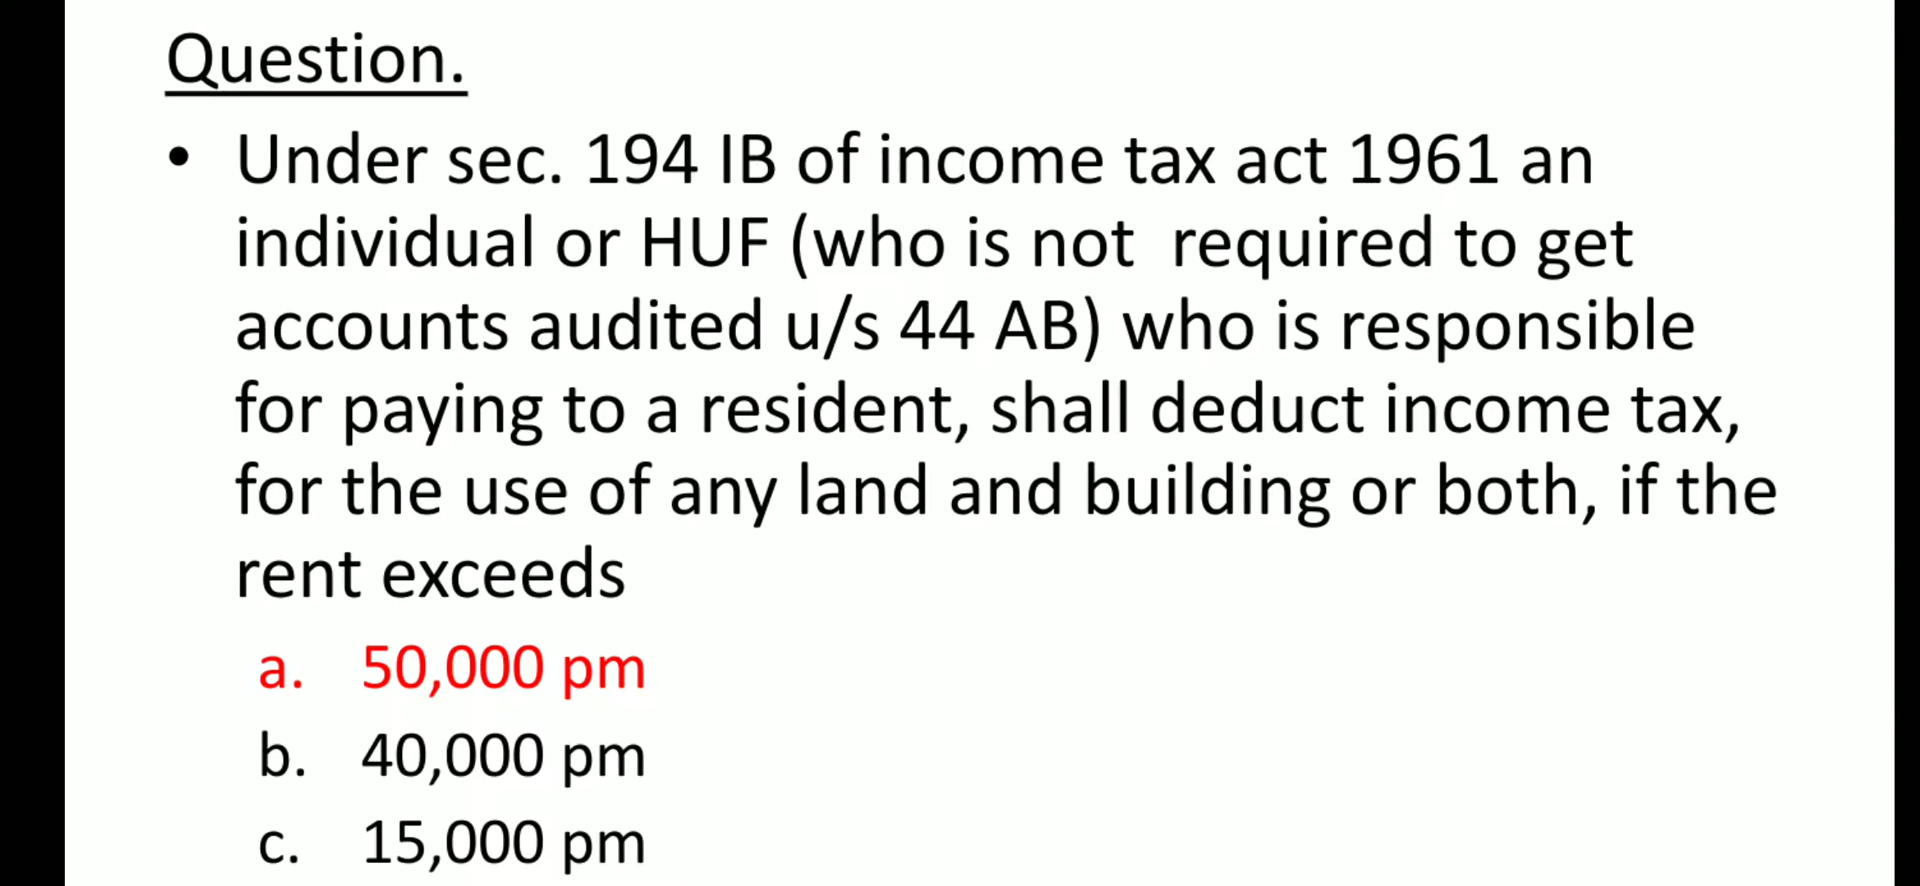 Question.
• Under sec. 194 IB of income tax act 1961 an
individual or HUF (who is not required to get
accounts audited u/s 44 AB) who is responsible
for paying to a resident, shall deduct income tax,
for the use of any land and building or both, if the
rent exceeds
a. 50,000 pm
b. 40,000 pm
c. 15,000 pm